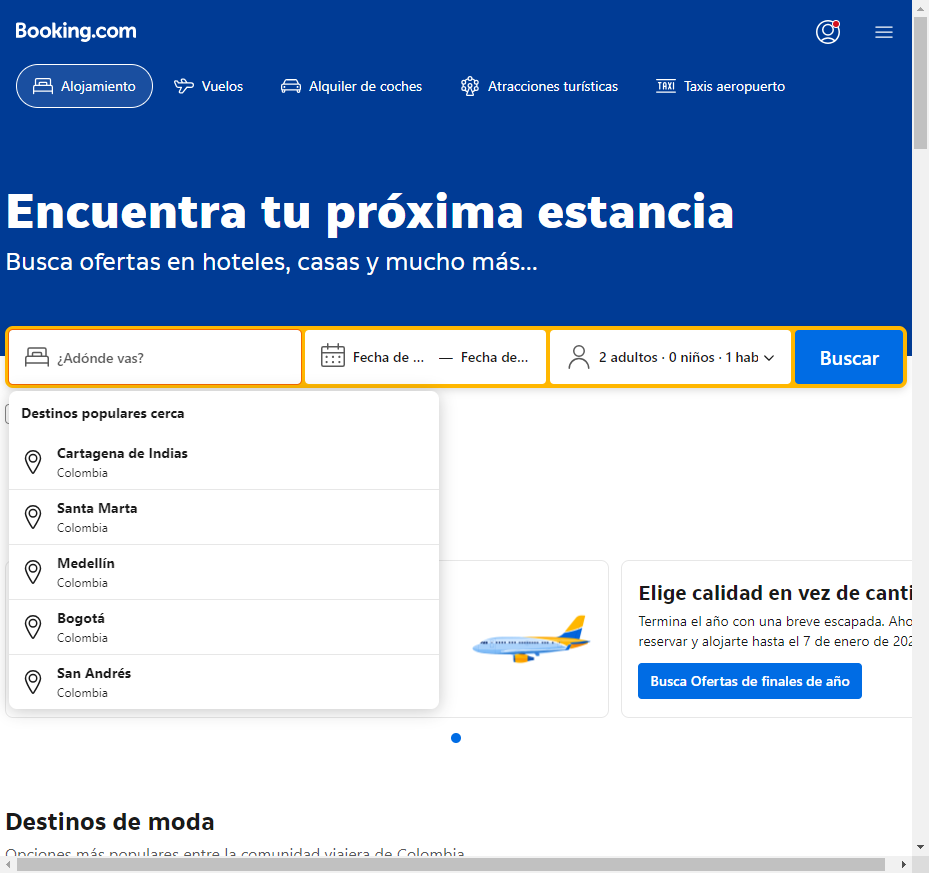 Booking.com
Alojamiento
Vuelos
Alquiler de coches
Atracciones turísticas
TAXI
Taxis aeropuerto
Encuentra tu próxima estancia
Busca ofertas en hoteles, casas y mucho más...
¿Adónde vas?
Fecha de ... — Fecha de...
2 adultos · 0 niños · 1 hab
Buscar
Destinos populares cerca
Cartagena de Indias
Colombia
Santa Marta
Colombia
Medellín
Colombia
Bogotá
Colombia
San Andrés
Colombia
Elige calidad en vez de canti
Termina el año con una breve escapada. Aho
reservar y alojarte hasta el 7 de enero de 202
Busca Ofertas de finales de año
Destinos de moda
Opciones más populares entre la comunidad viajera de Colombia